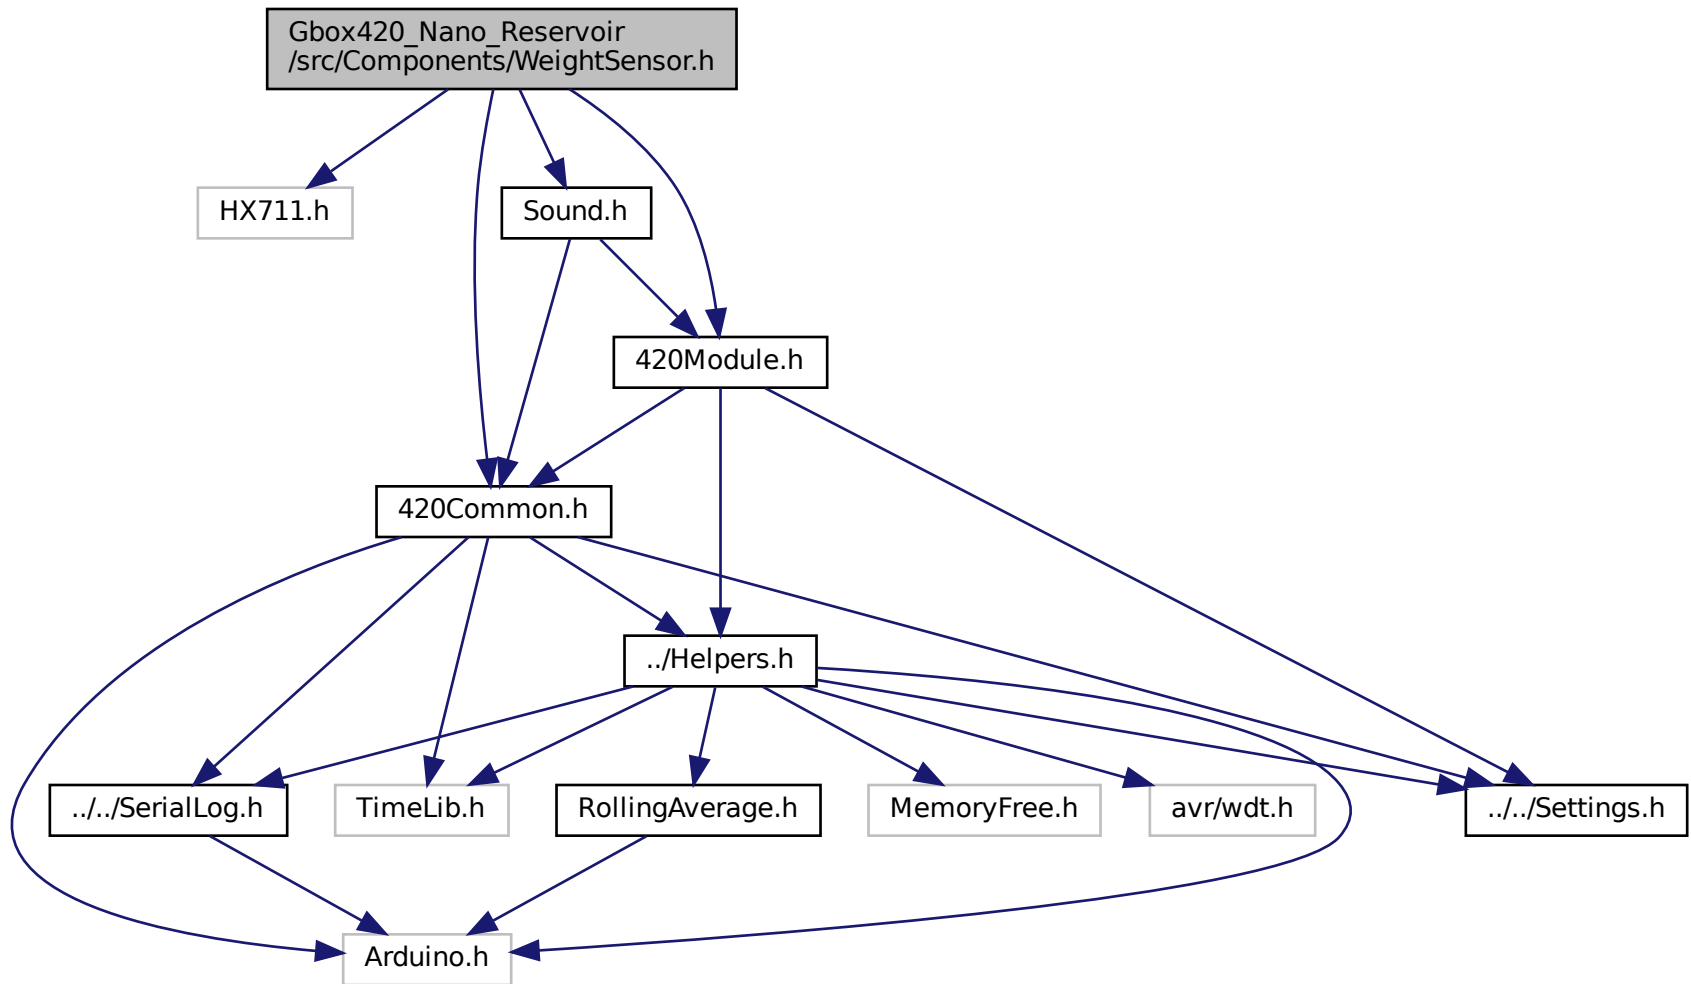 Gbox420_Nano_Reservoir
/src/Components/WeightSensor.h
HX711.h
Sound.h
420Module.h
420Common.h
../Helpers.h
../../SerialLog.h
TimeLib.h
RollingAverage.h
MemoryFree.h
avr/wdt.h
../../Settings.h
Arduino.h